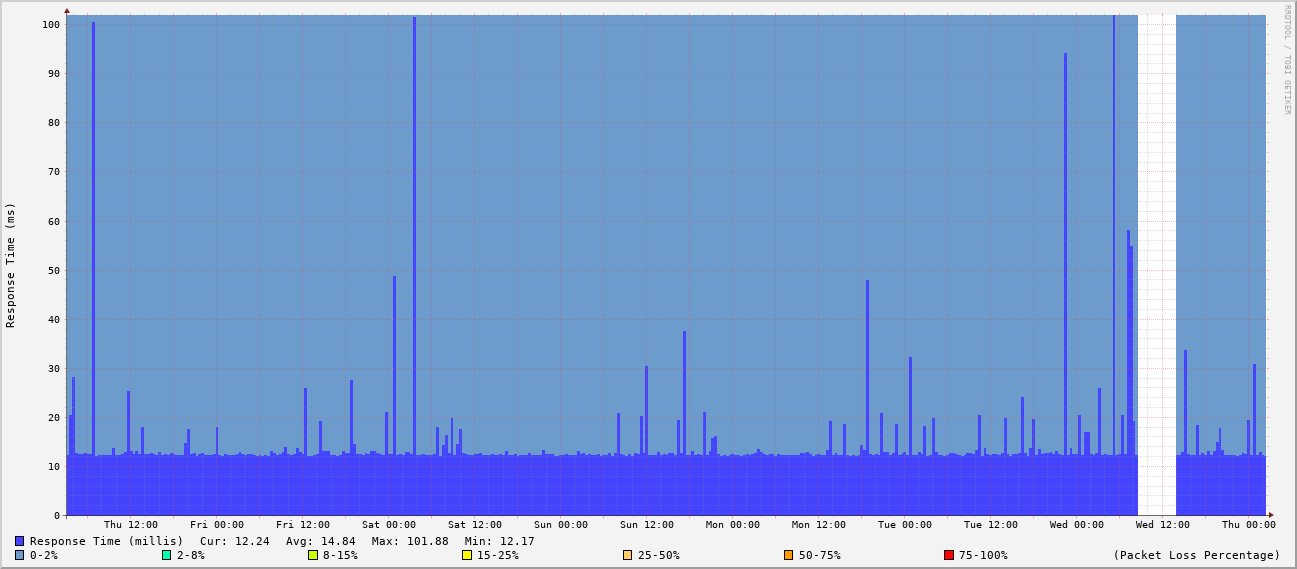 RRDTOOL / TOBI OETIKER
Response Time (ms)
100
90
80
70
60
50
40
30
20
10
0
Thu 12:00 Fri 00:00 Fri 12:00 Sat 00:00 Sat 12:00 Sun 00:00 Sun 12:00 Mon 00:00 Mon 12:00 Tue 00:00 Tue 12:00 Wed 00:00 Wed 12:00 Thu 00:00
Response Time (millis) Cur: 12.24 Avg: 14.84 Max: 101.88 Min: 12.17
0-2% 2-8% 8-15% 15-25% 25-50% 50-75% 75-100% (Packet Loss Percentage)